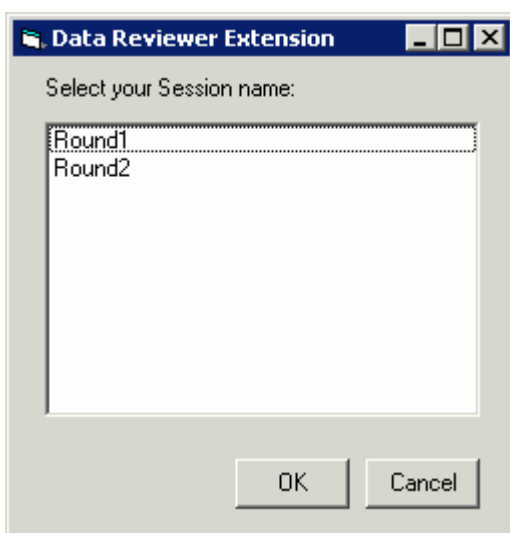 Data Reviewer Extension
Select your Session name:
Round1
Round2
OK Cancel